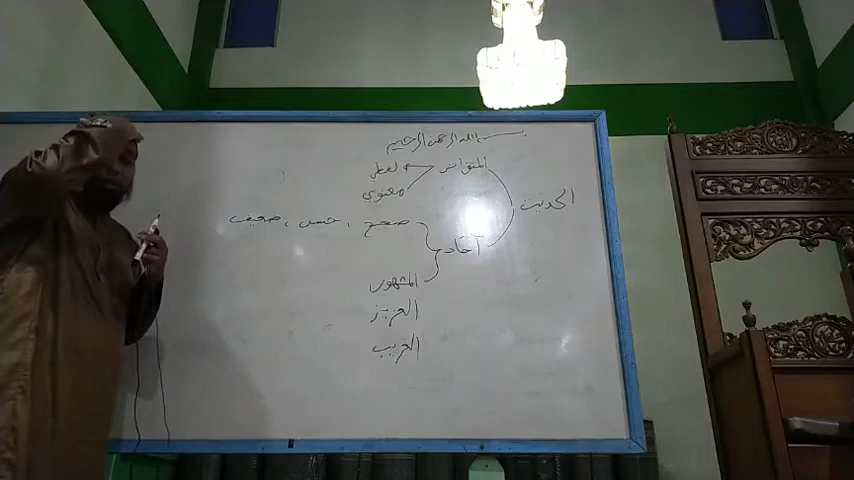 بسم الله الرحمن الرحيم
الحديث
المتواتر
لفظي
معنوي
آحاد
صحيح ، حسن ، ضعيف
المشهور
العزيز
الغريب